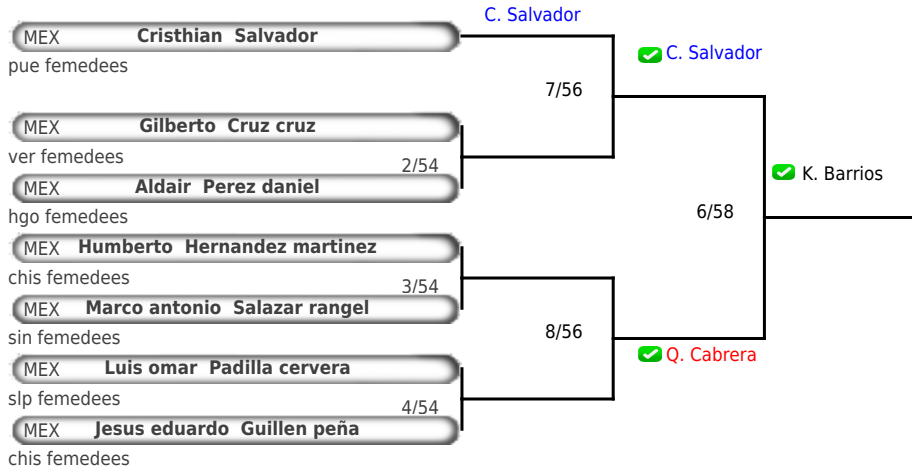 C. Salvador
MEX Cristhian Salvador
pue femedees
C. Salvador
7/56
MEX Gilberto Cruz cruz
ver femedees
2/54
MEX Aldair Perez daniel
hgo femedees
K. Barrios
6/58
MEX Humberto Hernandez martinez
chis femedees
3/54
MEX Marco antonio Salazar rangel
sin femedees
8/56
Q. Cabrera
MEX Luis omar Padilla cervera
slp femedees
4/54
MEX Jesus eduardo Guillen peña
chis femedees